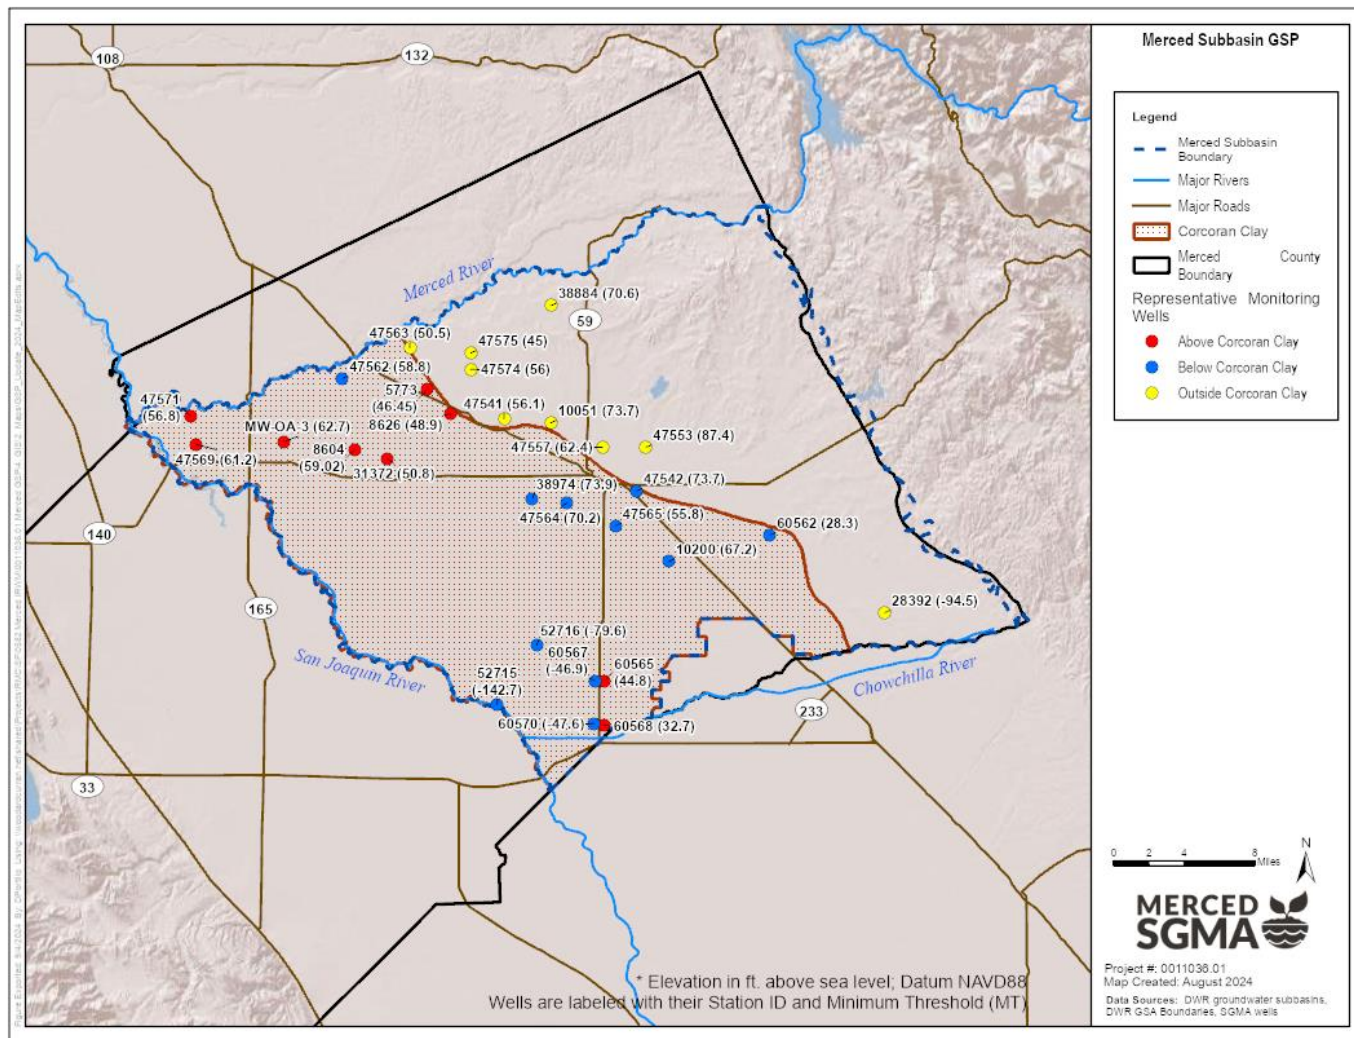 Merced Subbasin GSP
Legend
Merced Subbasin
Boundary
Major Rivers
Major Roads
Corcoran Clay
Merced County
Boundary
Representative Monitoring
Wells
Above Corcoran Clay
Below Corcoran Clay
Outside Corcoran Clay
108
132
Merced River
38884 (70.6)
59
47563 (50.5)
47575 (45)
47574 (56)
47562 (58.8)
5773
(46.45)
47571
(56.8)
47541 (56.1)
10051 (73.7)
8626 (48.9)
MW-OA-3 (62.7)
47569 (61.2)
8604
(59.02)
31372 (50.8)
47557 (62.4)
47553 (87.4)
38974 (73.9)
47542 (73.7)
47564 (70.2)
47565 (55.8)
60562 (28.3)
140
10200 (67.2)
165
28392 (-94.5)
52716 (-79.6)
60567
(-46.9)
60565
(44.8)
San Joaquin River
52715
(-142.7)
Chowchilla River
60570 (-47.6)
60568 (32.7)
233
33
* Elevation in ft. above sea level; Datum NAVD88
Wells are labeled with their Station ID and Minimum Threshold (MT)
0 2 4 8
Miles
N
MERCED
SGMA
Project #: 0011036.01
Map Created: August 2024
Data Sources: DWR groundwater subbasins,
DWR GSA Boundaries, SGMA wells